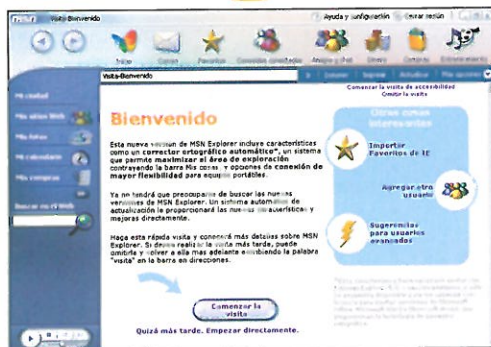 Visita-Bienvenido
Ayuda y configuración
Cerrar sesión
Inicio
Correo
Favoritos
Amigos y chat
Dinero
Compras
Visita-Bienvenido
Ir
Detener
Imprimir
Actualizar
Más opciones
Comenzar la visita de accesibilidad
Omitir la visita
Mi ciudad
Mis sitios Web
Mis fotos
Mi calendario
Mis compras
Buscar en el Web
Bienvenido
Esta nueva versión de MSN Explorer incluye características
como un corrector ortográfico automático*, un sistema
que permite maximizar el área de exploración
contrayendo la barra Mis cosas y opciones de conexión de
mayor flexibilidad para equipos portátiles.
Ya no tendrá que preocuparse de buscar las nuevas
versiones de MSN Explorer. Un sistema automático de
actualización le proporcionará las nuevas características y
mejoras directamente.
Haga esta rápida visita y conocerá más detalles sobre MSN
Explorer. Si desea realizar la visita más tarde, puede
omitirla y volver a ella más adelante escribiendo la palabra
"visita" en la barra en direcciones.
Comenzar la
visita
Quizá más tarde. Empezar directamente.
Otras cosas
interesantes
Importar
Favoritos de IE
Agregar otro
usuario
Sugerencias
para usuarios
avanzados